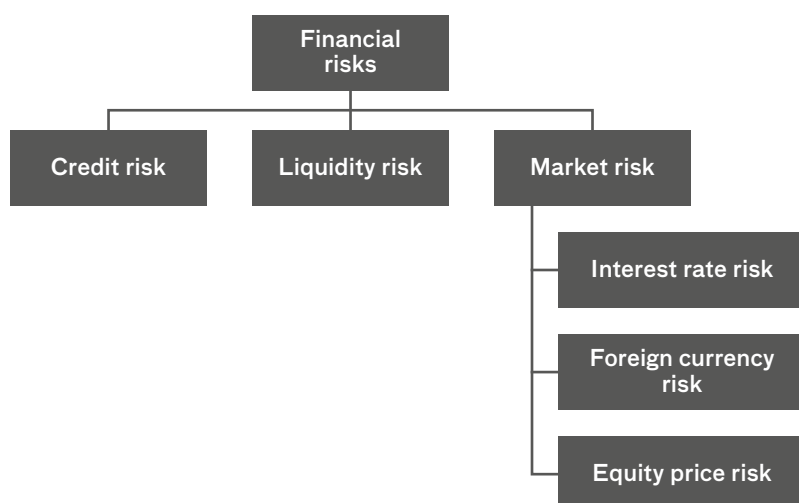 Financial
risks
Credit risk
Liquidity risk
Market risk
Interest rate risk
Foreign currency
risk
Equity price risk